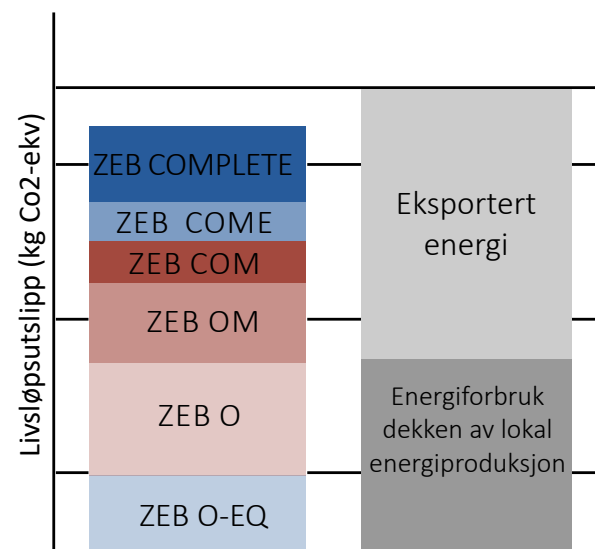 Livsløpsutslipp (kg Co2-ekv)
ZEB COMPLETE
ZEB COME
ZEB COM
ZEB OM
ZEB O
ZEB O-EQ
Eksportert
energi
Energiforbruk
dekken av lokal
energiproduksjon